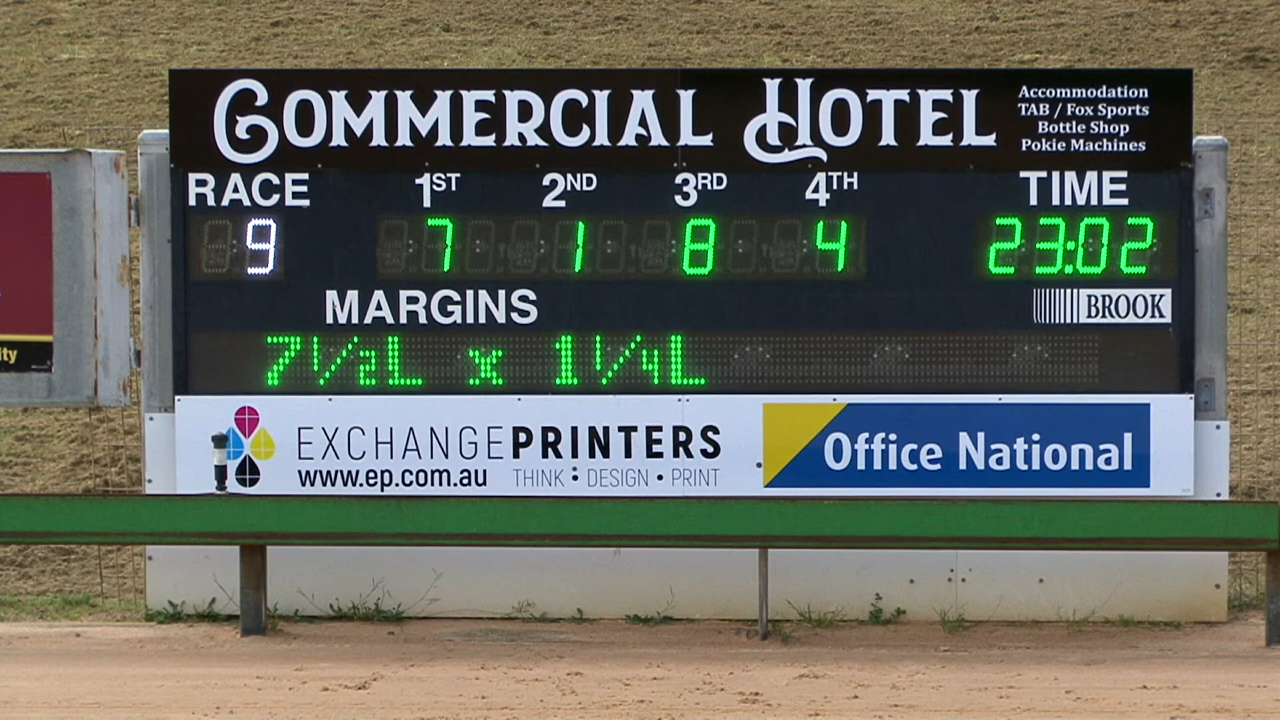 COMMERCIAL HOTEL
Accommodation
TAB / Fox Sports
Bottle Shop
Pokie Machines
RACE 1ST 2ND 3RD 4TH TIME
9 7 1 8 4 23:02
MARGINS
BROOK
7½L x 1¼L
ity
EXCHANGEPRINTERS
www.ep.com.au THINK : DESIGN • PRINT
Office National